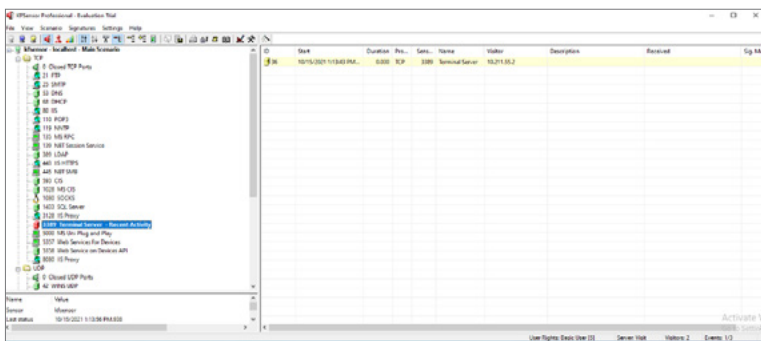 KFSensor Professional - Evaluation Trial
File View Scenario Signatures Settings Help
kfsensor - localhost - Main Scenario
TCP
0 Closed TCP Ports
21 FTP
25 SMTP
53 DNS
68 DHCP
80 IIS
110 POP3
119 NNTP
135 MS RPC
139 NBT Session Service
389 LDAP
443 IIS HTTPS
445 NBT SMB
593 CIS
1028 MS CIS
1080 SOCKS
1433 SQL Server
3128 IIS Proxy
3389 Terminal Server - Recent Activity
5000 MS Uni Plug and Play
5357 Web Services for Devices
5358 Web Service on Devices API
8080 IIS Proxy
UDP
0 Closed UDP Ports
42 WINS UDP
Name Value
Sensor kfsensor
Last status
ID Start Duration Pro... Sens... Name Visitor Description Received Sig. M
36 10/15/2021 1:13:43 PM... 0.000 TCP 3389 Terminal Server 10.211.55.2
Activate
User Rights: Basic User [S] Server: Visit Visitors: 2 Events: 1/3